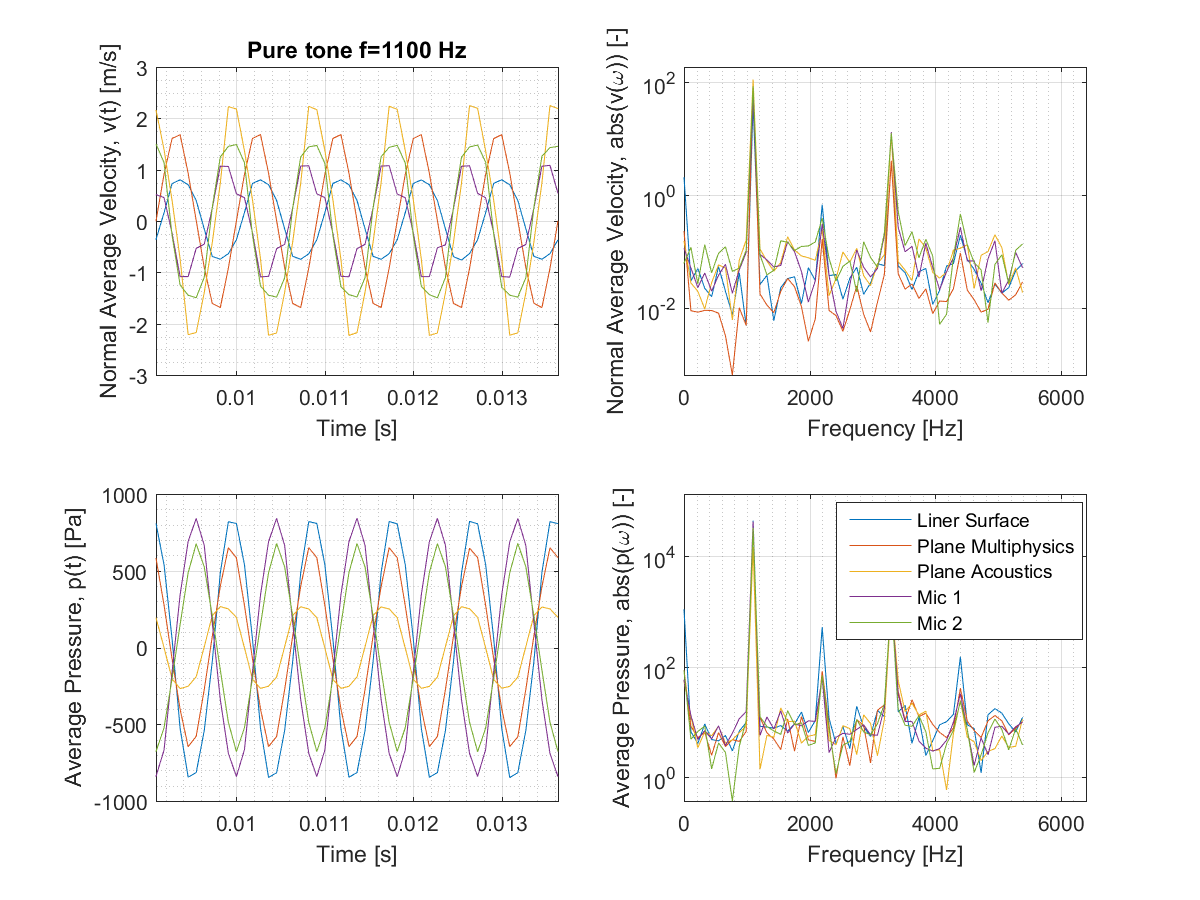 Pure tone f=1100 Hz
Normal Average Velocity, v(t) [m/s]
3
2
1
0
-1
-2
-3
0.01 0.011 0.012 0.013
Time [s]
Normal Average Velocity, abs(v(ω)) [-]
10^2
10^0
10^-2
0 2000 4000 6000
Frequency [Hz]
Average Pressure, p(t) [Pa]
1000
500
0
-500
-1000
0.01 0.011 0.012 0.013
Time [s]
Average Pressure, abs(p(ω)) [-]
10^4
10^2
10^0
Liner Surface
Plane Multiphysics
Plane Acoustics
Mic 1
Mic 2
0 2000 4000 6000
Frequency [Hz]